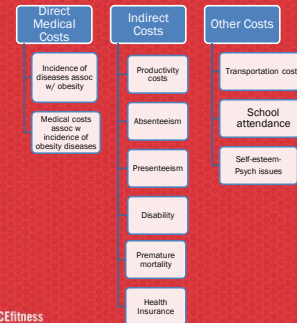 Direct
Medical
Costs
Incidence of
diseases assoc
w/ obesity
Medical costs
assoc w
incidence of
obesity diseases
Indirect
Costs
Productivity
costs
Absenteeism
Presenteeism
Disability
Premature
mortality
Health
Insurance
Other Costs
Transportation cost
School
attendance
Self-esteem-
Psych issues
CEfitness